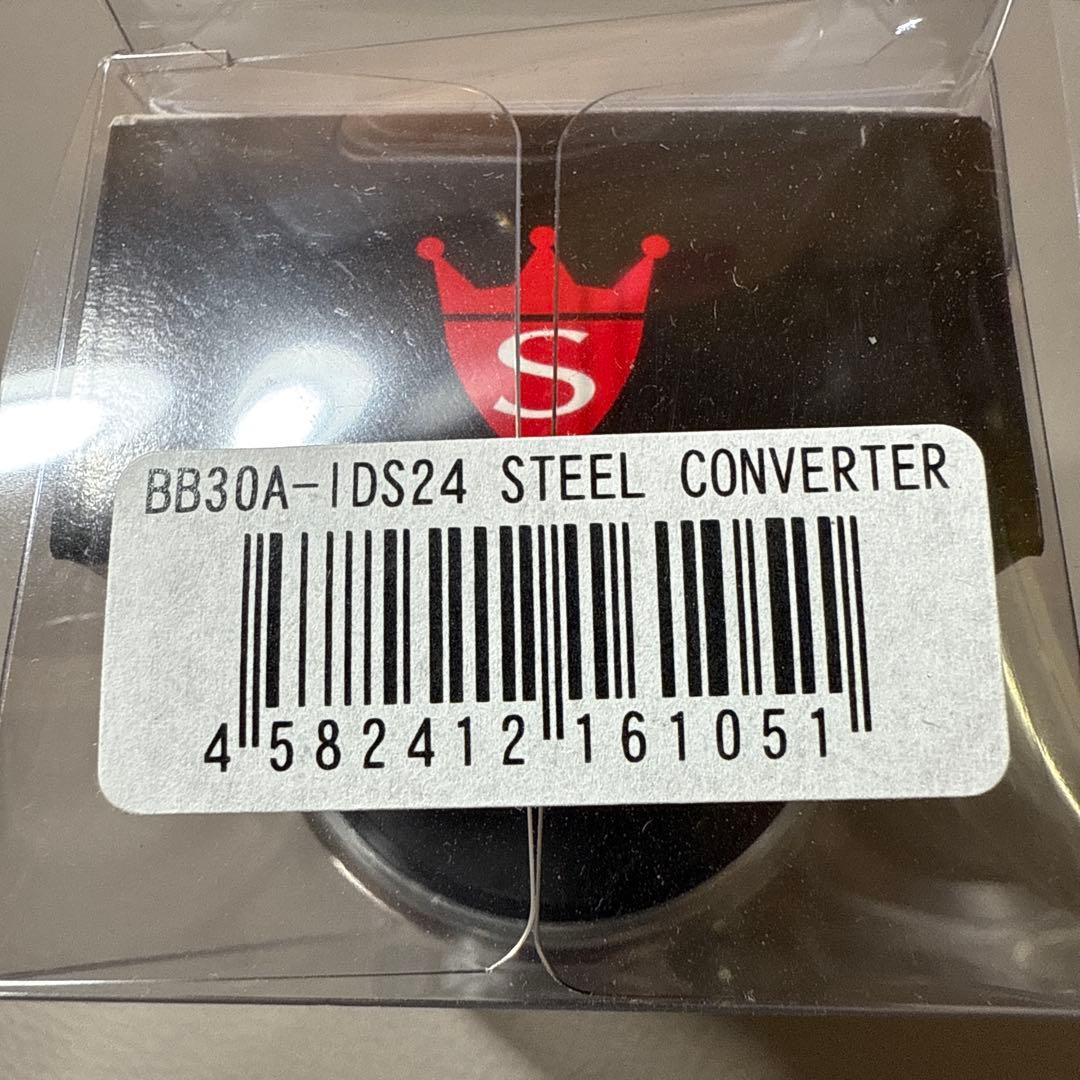 S
BB30A-IDS24 STEEL CONVERTER
4 582412 161051